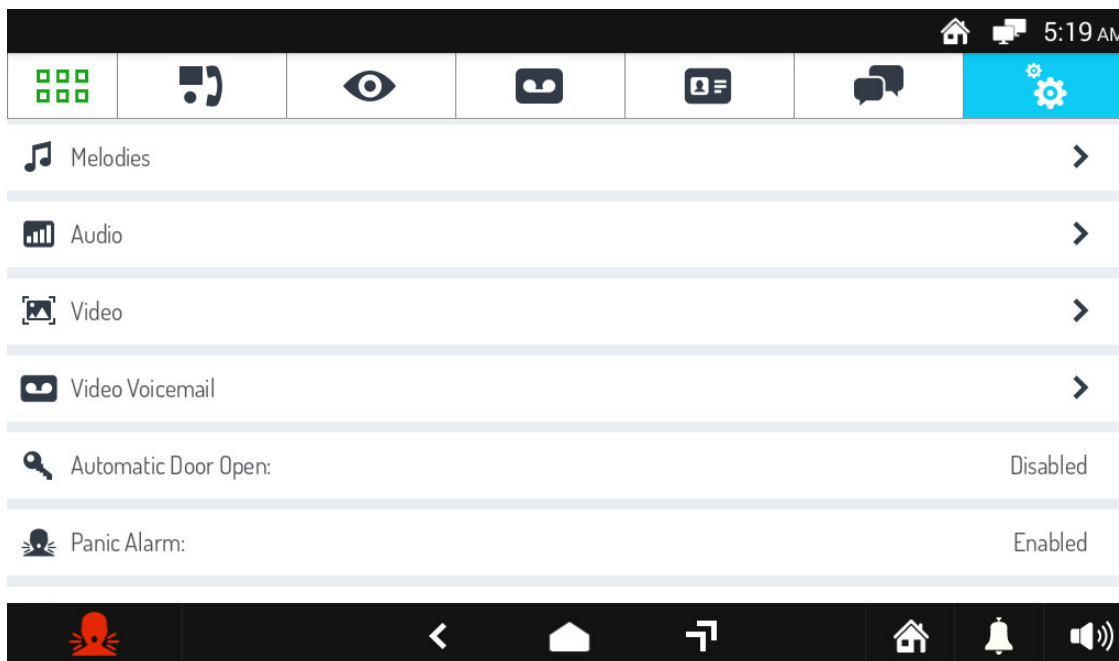 5:19 AM
Melodies
Audio
Video
Video Voicemail
Automatic Door Open: Disabled
Panic Alarm: Enabled